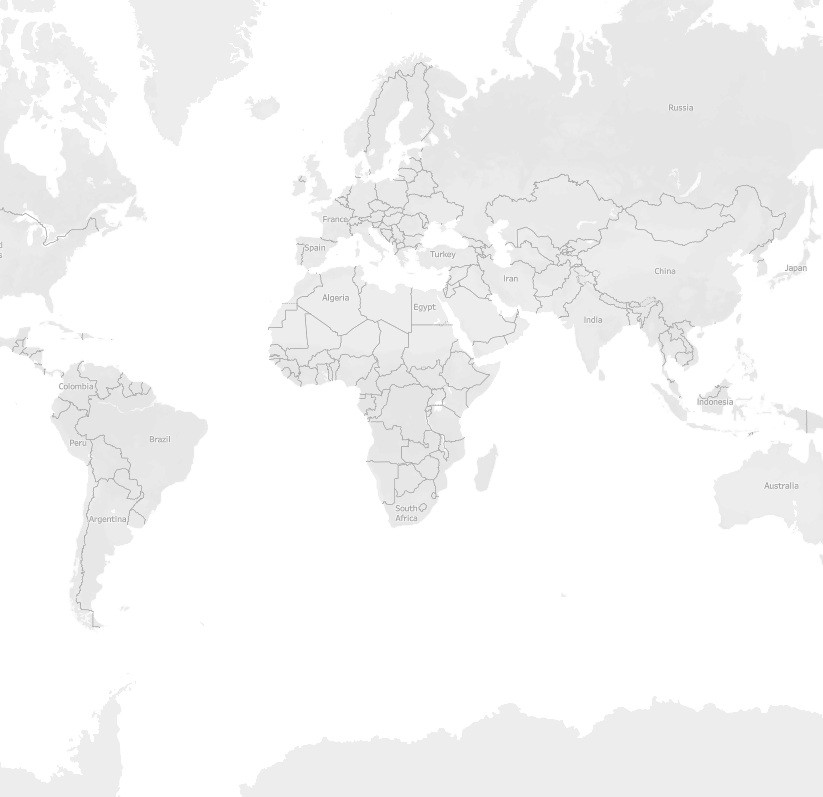 Russia
France
Spain
Turkey
Japan
China
Iran
Algeria
Egypt
India
Colombia
Indonesia
Peru
Brazil
Australia
South
Africa
Argentina
d
s